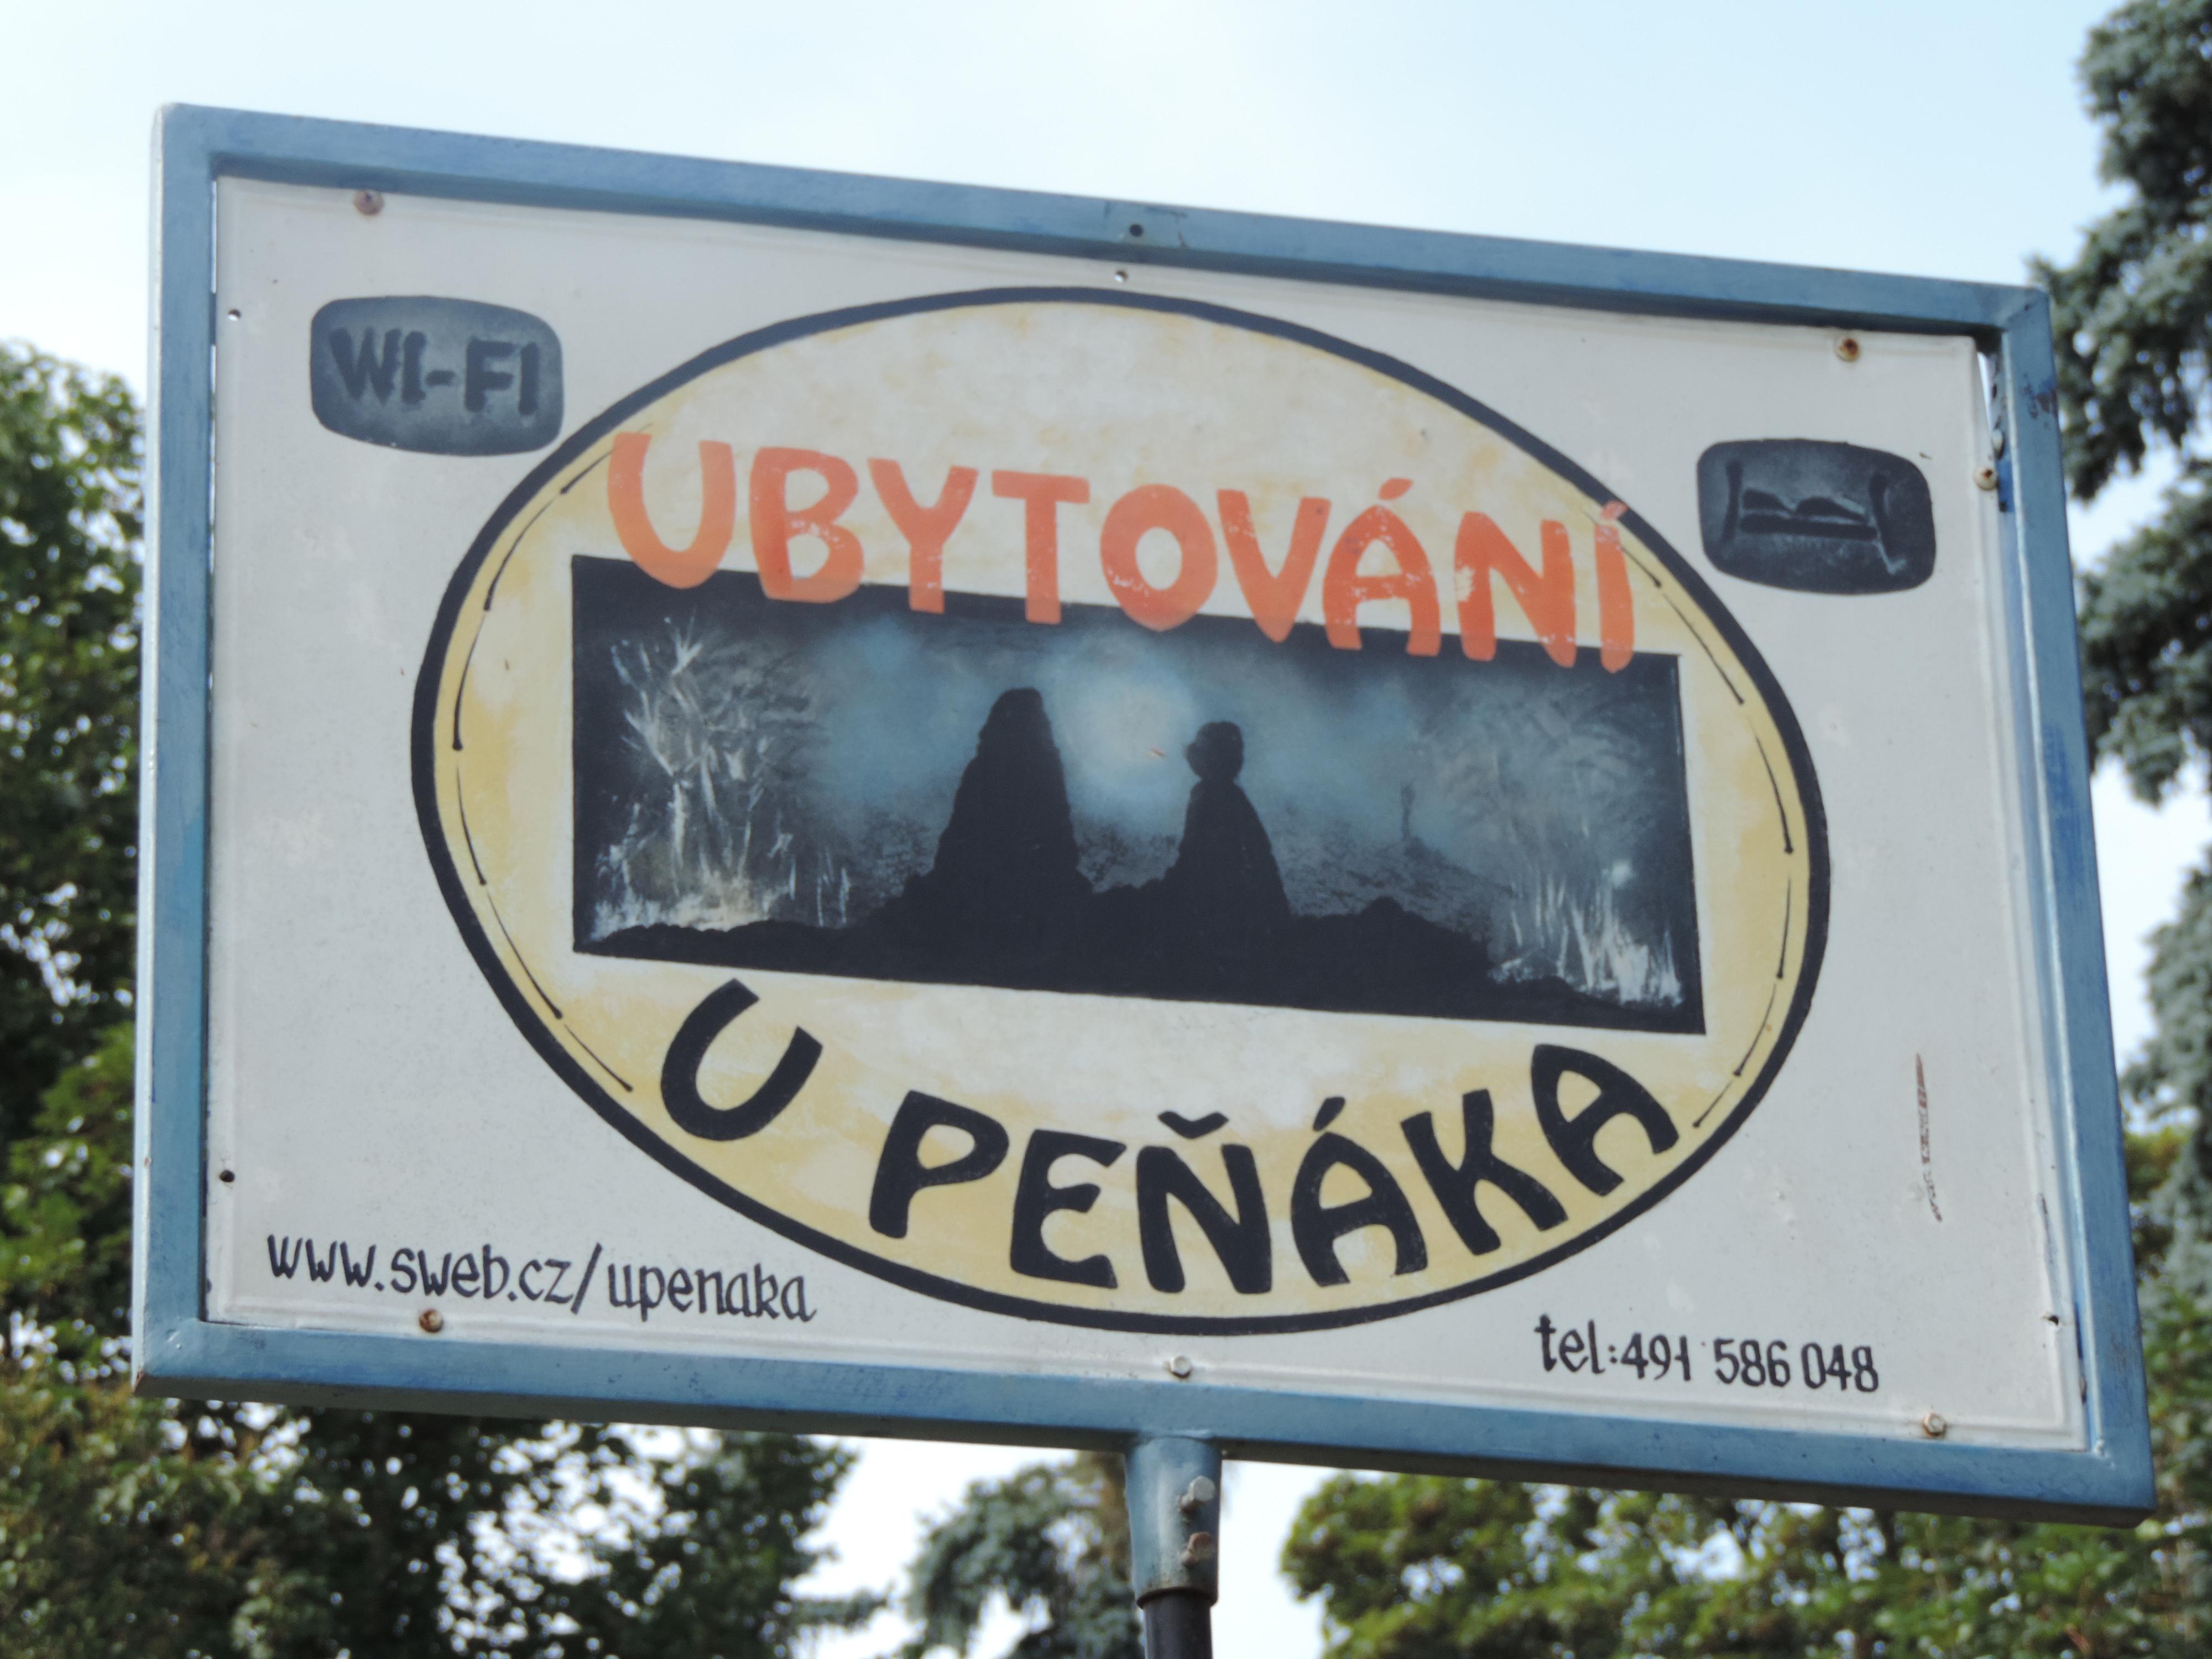 WI-FI
UBYTOVÁNÍ
U PEŇÁKA
www.sweb.cz/upenaka
tel:491 586 048